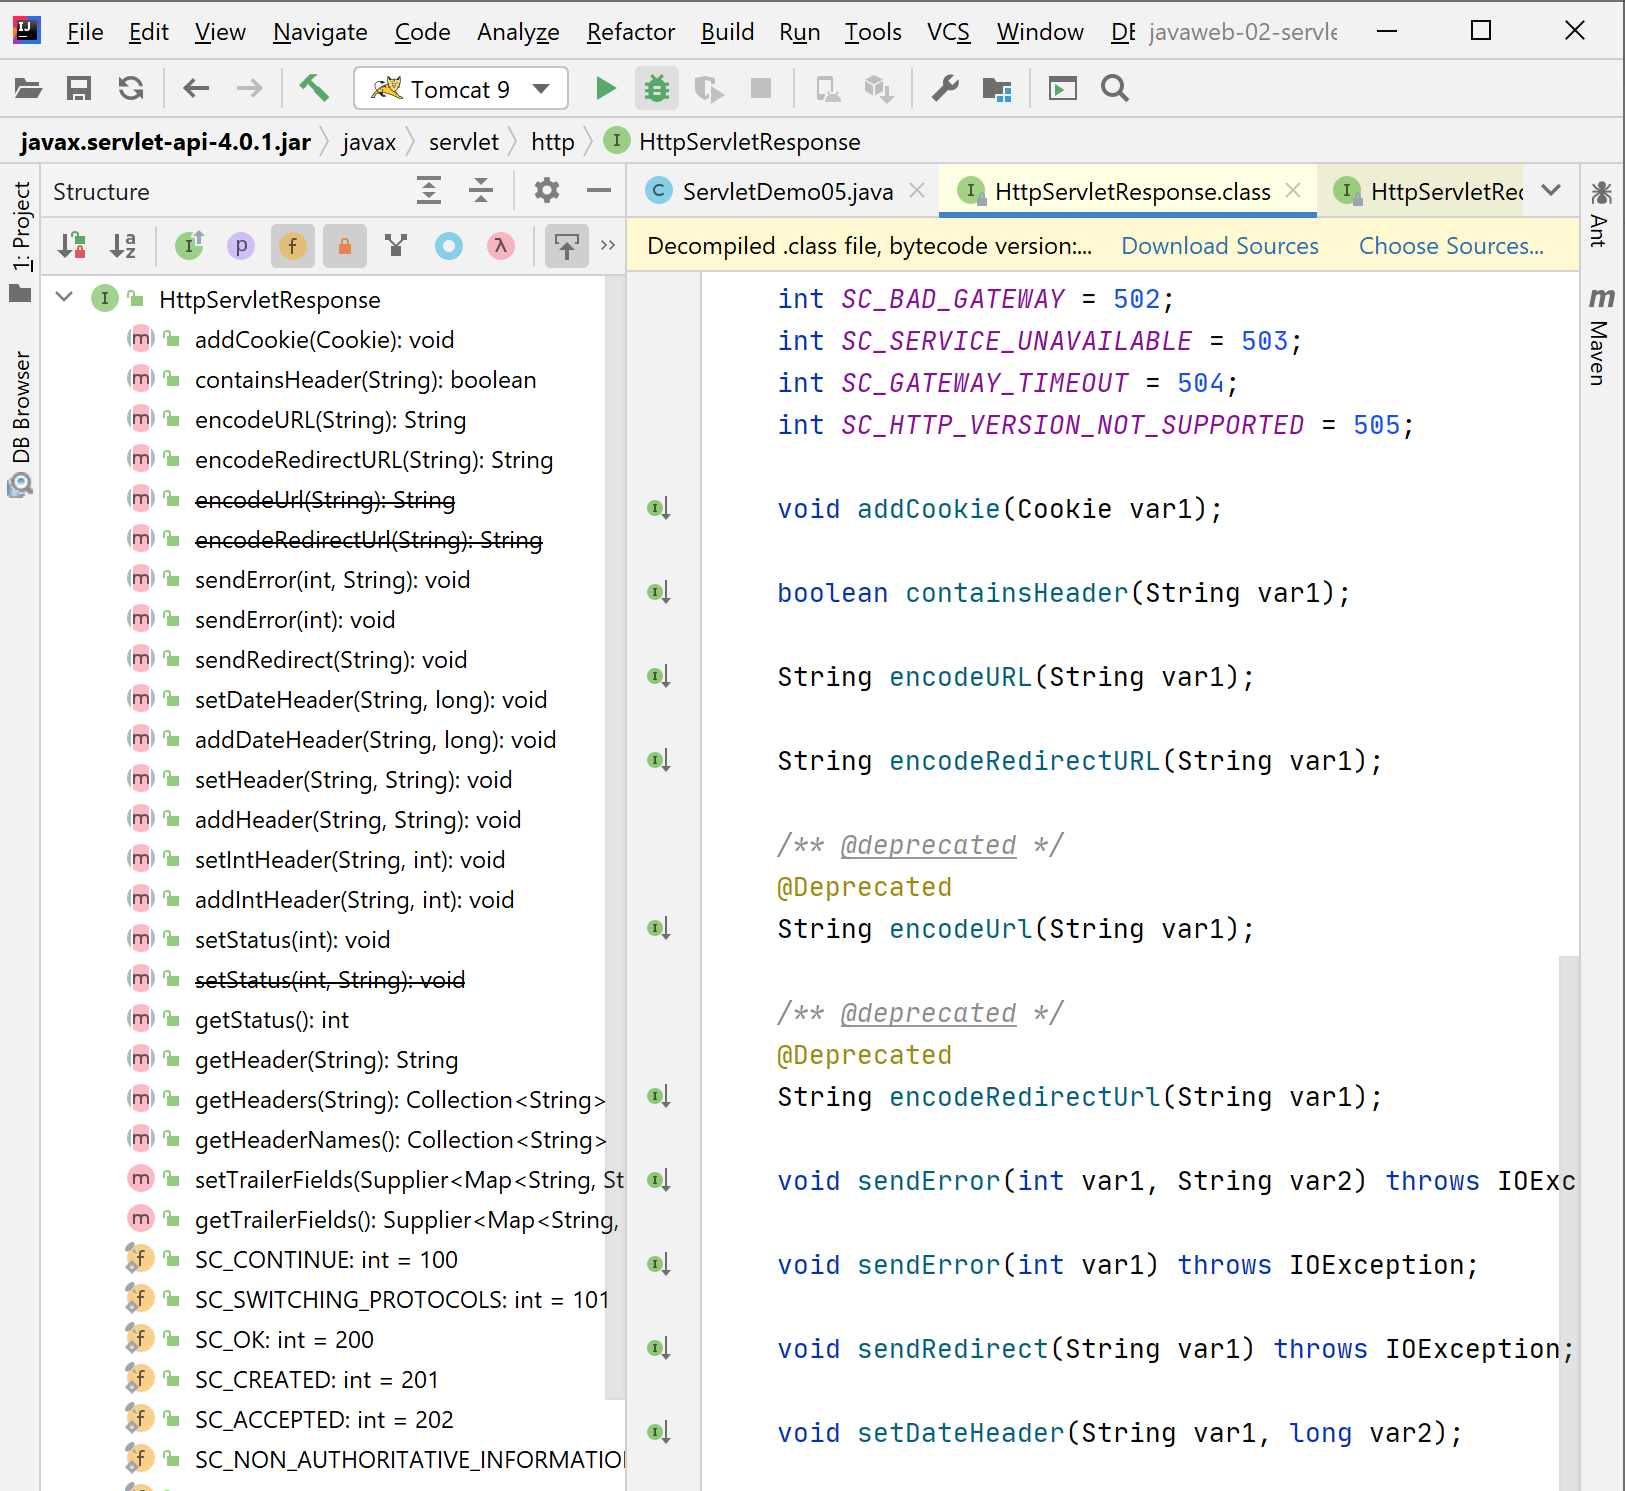 File Edit View Navigate Code Analyze Refactor Build Run Tools VCS Window DE javaweb-02-servle
Tomcat 9
javax.servlet-api-4.0.1.jar javax servlet http HttpServletResponse
1: Project
DB Browser
Structure
HttpServletResponse
addCookie(Cookie): void
containsHeader(String): boolean
encodeURL(String): String
encodeRedirectURL(String): String
encodeUrl(String): String
encodeRedirectUrl(String): String
sendError(int, String): void
sendError(int): void
sendRedirect(String): void
setDateHeader(String, long): void
addDateHeader(String, long): void
setHeader(String, String): void
addHeader(String, String): void
setIntHeader(String, int): void
addIntHeader(String, int): void
setStatus(int): void
setStatus(int, String): void
getStatus(): int
getHeader(String): String
getHeaders(String): Collection<String>
getHeaderNames(): Collection<String>
setTrailerFields(Supplier<Map<String, St
getTrailerFields(): Supplier<Map<String,
SC_CONTINUE: int = 100
SC_SWITCHING_PROTOCOLS: int = 101
SC_OK: int = 200
SC_CREATED: int = 201
SC_ACCEPTED: int = 202
SC_NON_AUTHORITATIVE_INFORMATIO
ServletDemo05.java HttpServletResponse.class HttpServletRec
Decompiled .class file, bytecode version:... Download Sources Choose Sources...
int SC_BAD_GATEWAY = 502;
int SC_SERVICE_UNAVAILABLE = 503;
int SC_GATEWAY_TIMEOUT = 504;
int SC_HTTP_VERSION_NOT_SUPPORTED = 505;
void addCookie(Cookie var1);
boolean containsHeader(String var1);
String encodeURL(String var1);
String encodeRedirectURL(String var1);
/** @deprecated */
@Deprecated
String encodeUrl(String var1);
/** @deprecated */
@Deprecated
String encodeRedirectUrl(String var1);
void sendError(int var1, String var2) throws IOExc
void sendError(int var1) throws IOException;
void sendRedirect(String var1) throws IOException;
void setDateHeader(String var1, long var2);
Ant
Maven